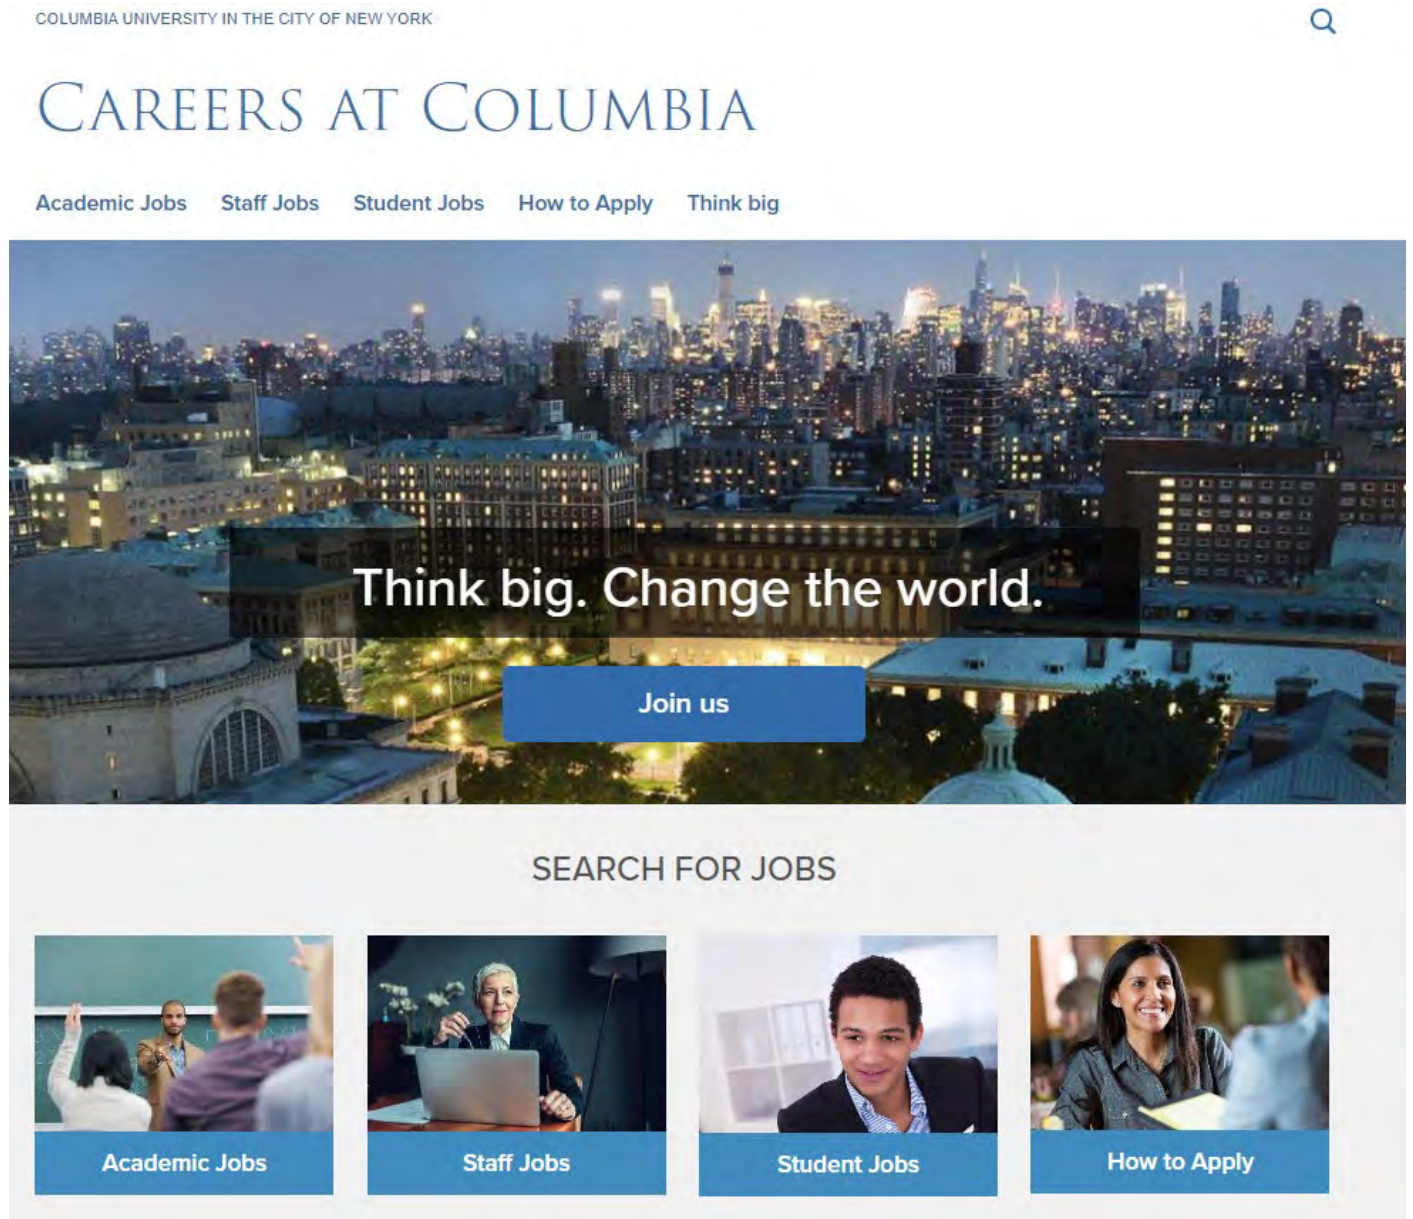 COLUMBIA UNIVERSITY IN THE CITY OF NEW YORK
CAREERS AT COLUMBIA
Academic Jobs Staff Jobs Student Jobs How to Apply Think big
Think big. Change the world.
Join us
SEARCH FOR JOBS
Academic Jobs Staff Jobs Student Jobs How to Apply